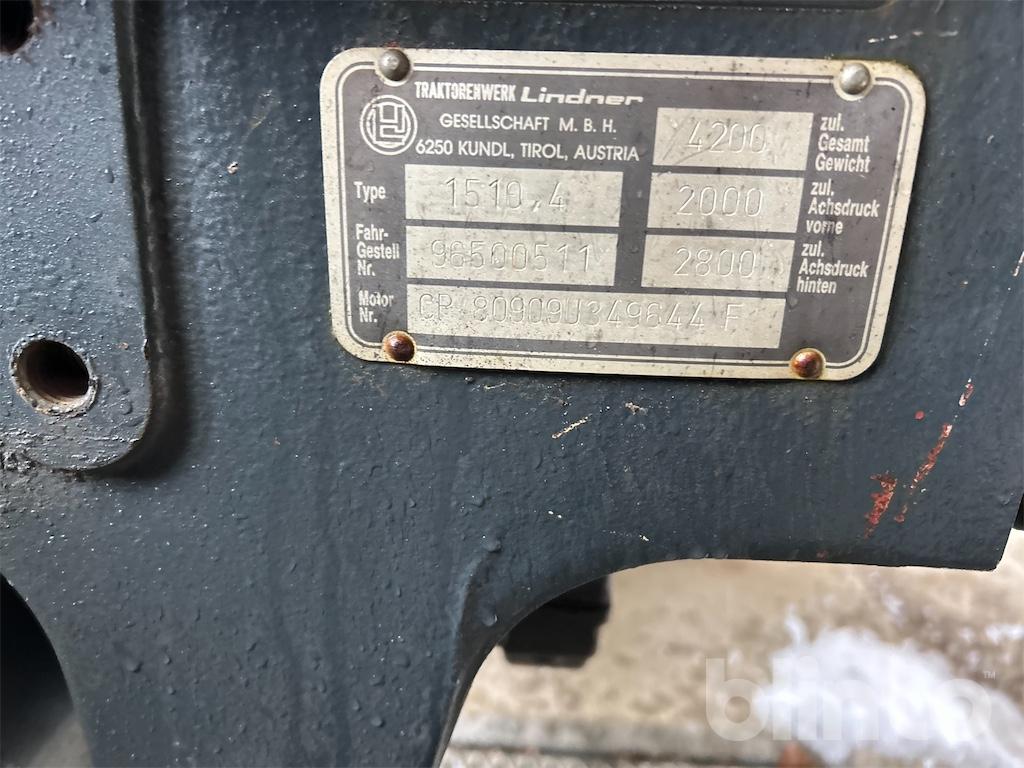 TRAKTORENWERK Lindner
GESELLSCHAFT M. B. H.
6250 KUNDL, TIROL, AUSTRIA
4200 zul. Gesamt Gewicht
Type 1510,4
2000 zul. Achsdruck vorne
Fahr- Gestell Nr. 96500511
2800 zul. Achsdruck hinten
Motor Nr. CP 80909U349644 F
blinto™